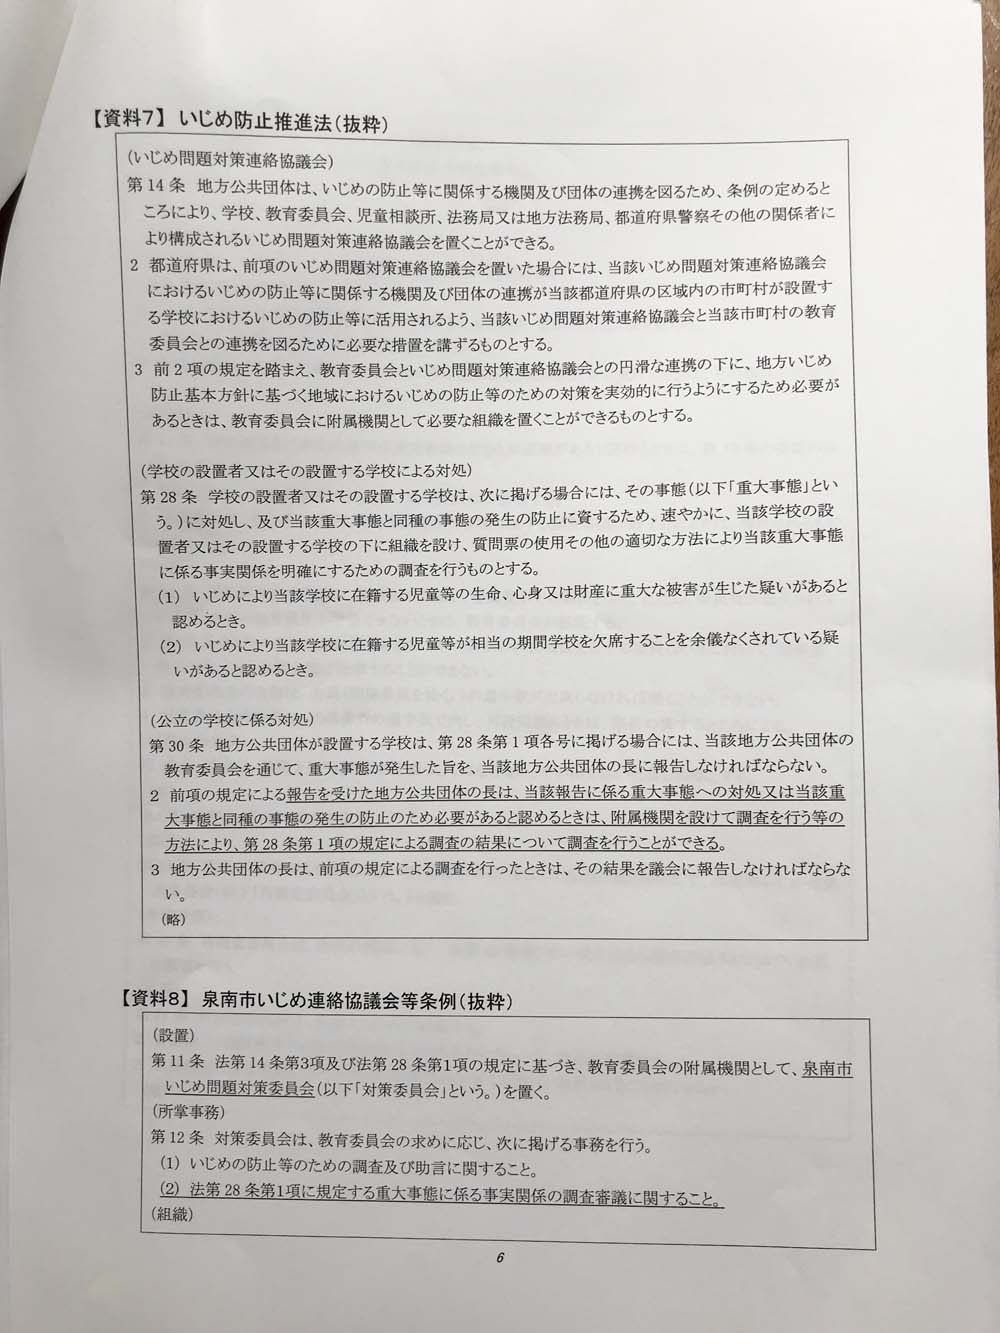 【資料7】 いじめ防止推進法(抜粋)
(いじめ問題対策連絡協議会)
第14条 地方公共団体は、いじめの防止等に関係する機関及び団体の連携を図るため、条例の定めると
ころにより、学校、教育委員会、児童相談所、法務局又は地方法務局、都道府県警察その他の関係者に
より構成されるいじめ問題対策連絡協議会を置くことができる。
2 都道府県は、前項のいじめ問題対策連絡協議会を置いた場合には、当該いじめ問題対策連絡協議会
におけるいじめの防止等に関係する機関及び団体の連携が当該都道府県の区域内の市町村が設置す
る学校におけるいじめの防止等に活用されるよう、当該いじめ問題対策連絡協議会と当該市町村の教育
委員会との連携を図るために必要な措置を講ずるものとする。
3 前2項の規定を踏まえ、教育委員会といじめ問題対策連絡協議会との円滑な連携の下に、地方いじめ
防止基本方針に基づく地域におけるいじめの防止等のための対策を実効的に行うようにするため必要が
あるときは、教育委員会に附属機関として必要な組織を置くことができるものとする。
(学校の設置者又はその設置する学校による対処)
第28条 学校の設置者又はその設置する学校は、次に掲げる場合には、その事態(以下「重大事態」とい
う。)に対処し、及び当該重大事態と同種の事態の発生の防止に資するため、速やかに、当該学校の設
置者又はその設置する学校の下に組織を設け、質問票の使用その他の適切な方法により当該重大事態
に係る事実関係を明確にするための調査を行うものとする。
(1) いじめにより当該学校に在籍する児童等の生命、心身又は財産に重大な被害が生じた疑いがあると
認めるとき。
(2) いじめにより当該学校に在籍する児童等が相当の期間学校を欠席することを余儀なくされている疑
いがあると認めるとき。
(公立の学校に係る対処)
第30条 地方公共団体が設置する学校は、第28条第1項各号に掲げる場合には、当該地方公共団体の
教育委員会を通じて、重大事態が発生した旨を、当該地方公共団体の長に報告しなければならない。
2 前項の規定による報告を受けた地方公共団体の長は、当該報告に係る重大事態への対処又は当該重
大事態と同種の事態の発生の防止のため必要があると認めるときは、附属機関を設けて調査を行う等の
方法により、第28条第1項の規定による調査の結果について調査を行うことができる。
3 地方公共団体の長は、前項の規定による調査を行ったときは、その結果を議会に報告しなければならな
い。
(略)
【資料8】 泉南市いじめ連絡協議会等条例(抜粋)
(設置)
第11条 法第14条第3項及び法第28条第1項の規定に基づき、教育委員会の附属機関として、泉南市
いじめ問題対策委員会(以下「対策委員会」という。)を置く。
(所掌事務)
第12条 対策委員会は、教育委員会の求めに応じ、次に掲げる事務を行う。
(1) いじめの防止等のための調査及び助言に関すること。
(2) 法第28条第1項に規定する重大事態に係る事実関係の調査審議に関すること。
(組織)
6